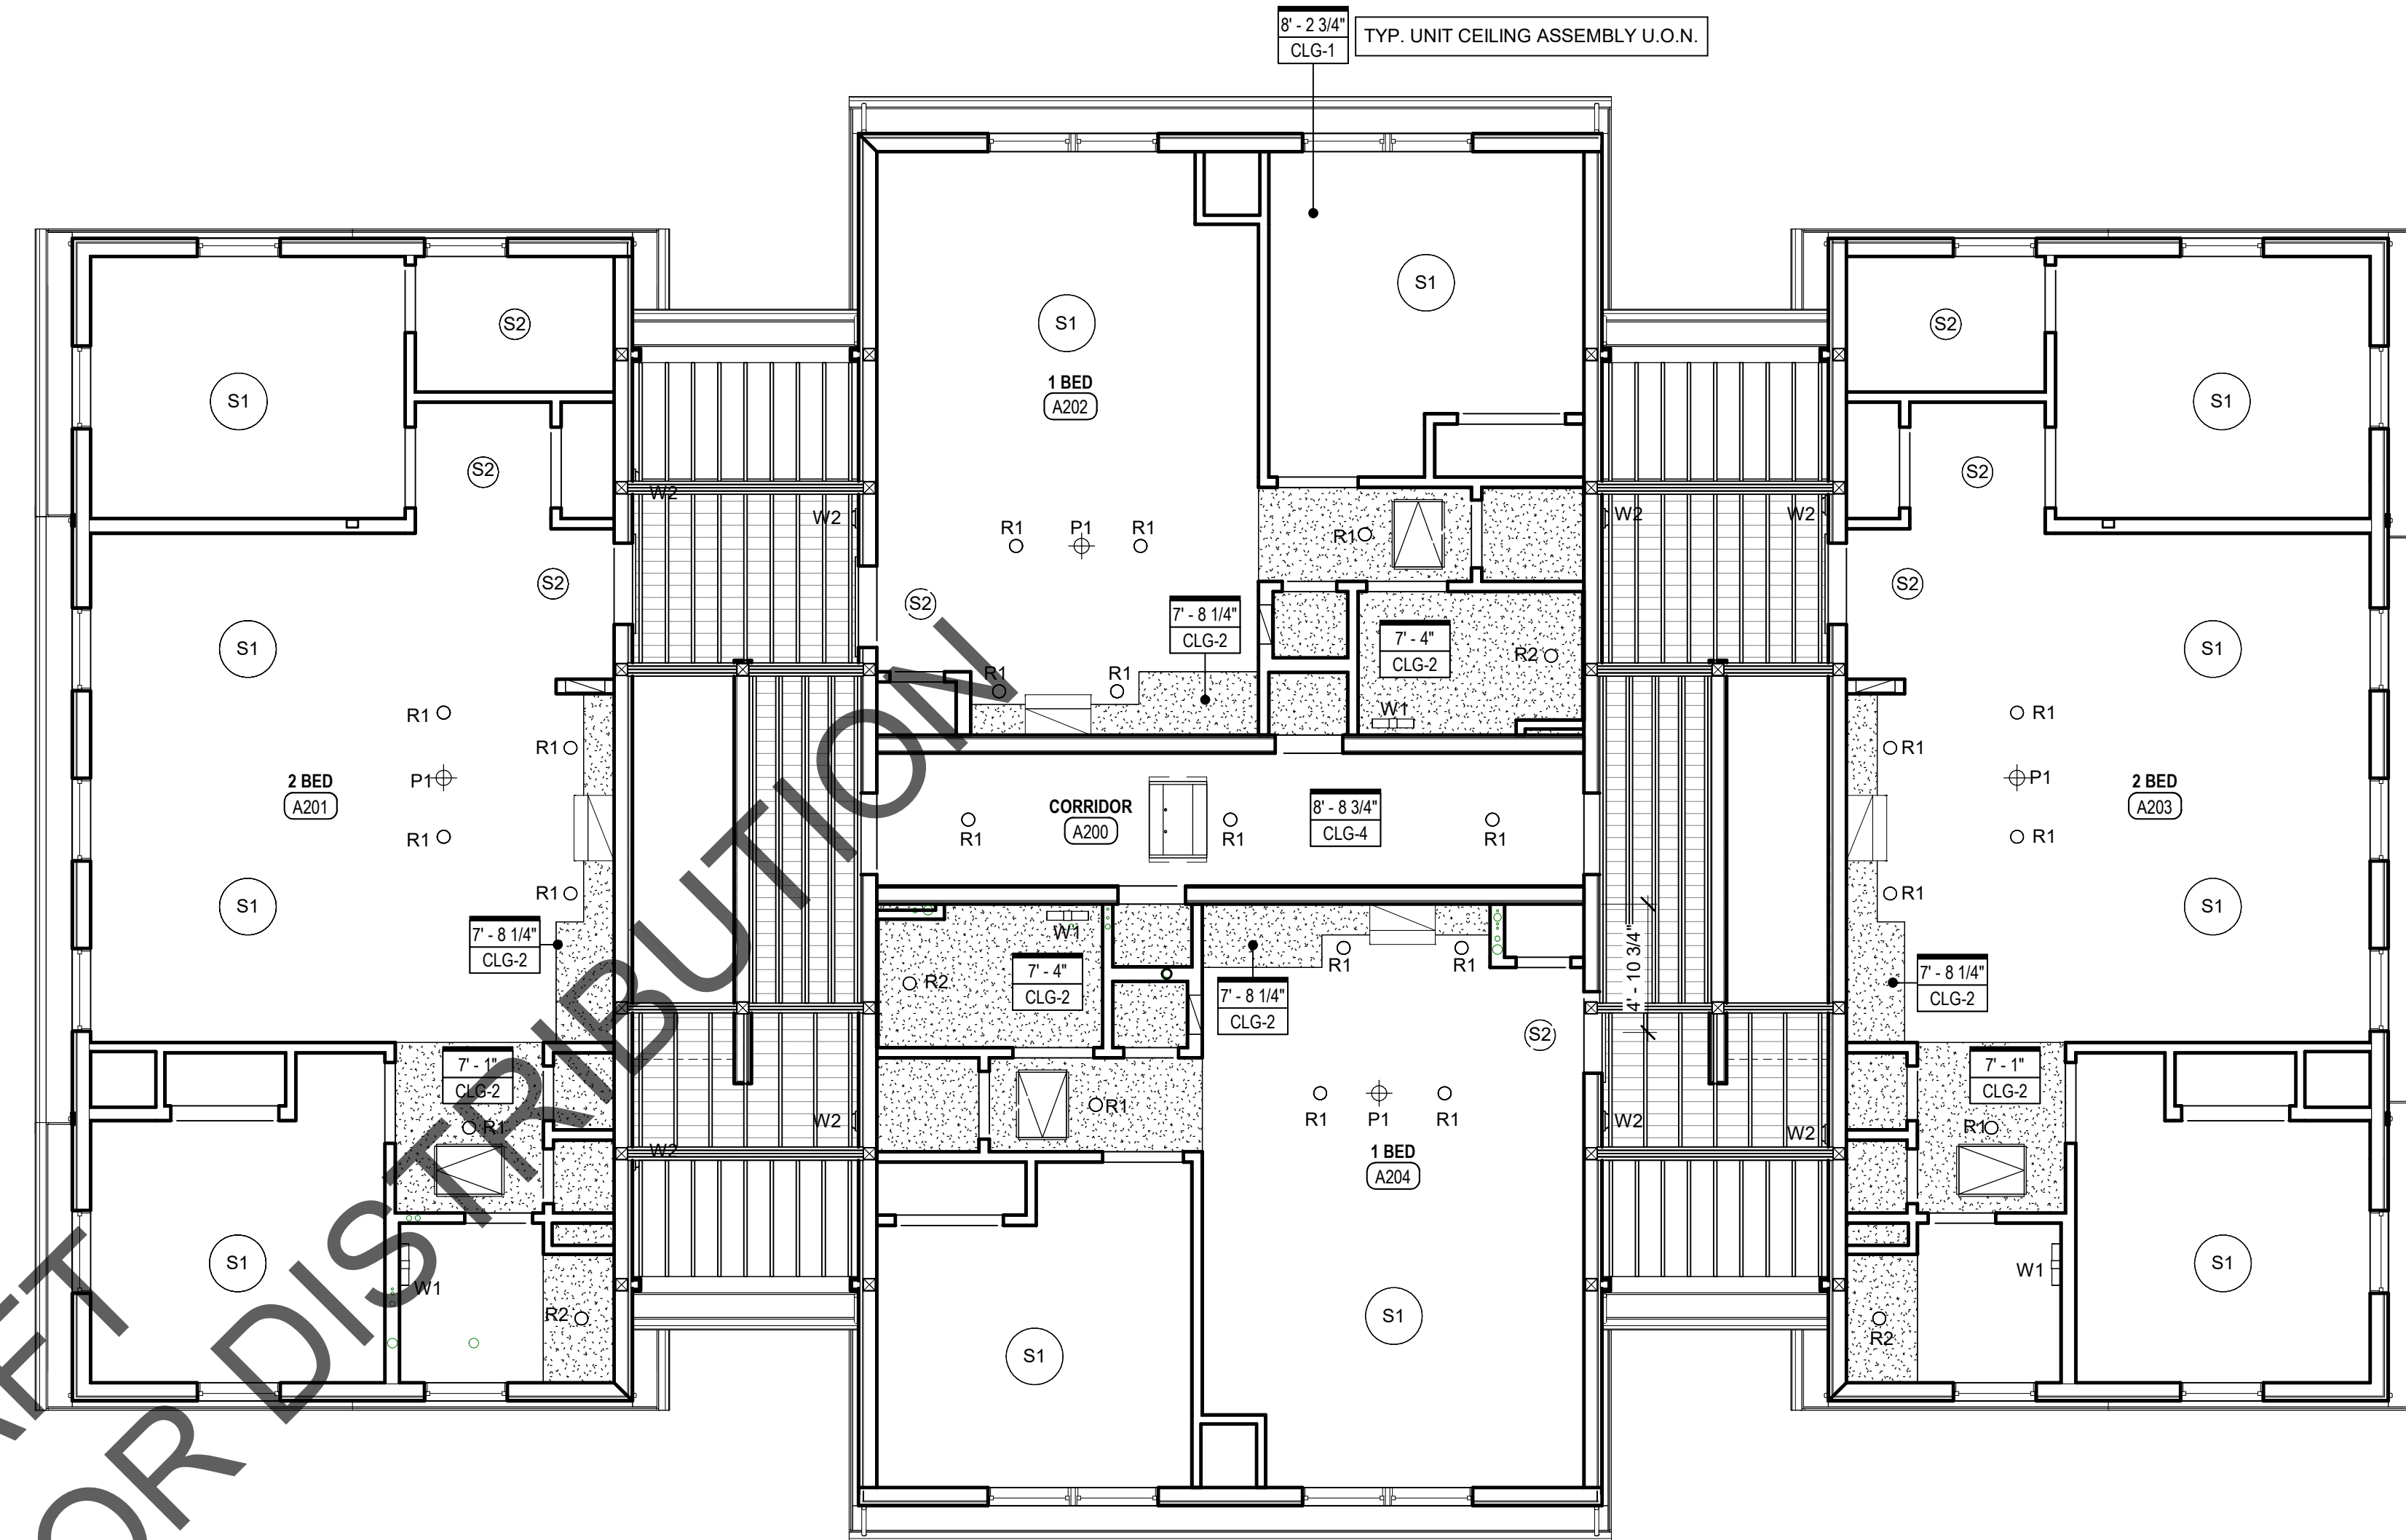 8' - 2 3/4"
CLG-1
TYP. UNIT CEILING ASSEMBLY U.O.N.
S1
S2
S2
S2
S1
R1
R1
P1
R1
R1
2 BED
A201
S1
7' - 8 1/4"
CLG-2
7' - 1"
CLG-2
R1
S1
W1
R2
W2
W2
W2
W2
S1
S1
1 BED
A202
R1
P1
R1
R1
S2
7' - 8 1/4"
CLG-2
7' - 4"
CLG-2
R2
R1
R1
W1
CORRIDOR
A200
R1
R1
R1
8' - 8 3/4"
CLG-4
W1
7' - 4"
CLG-2
R2
7' - 8 1/4"
CLG-2
R1
R1
S2
R1
R1
P1
R1
1 BED
A204
S1
S1
W2
W2
4' - 10 3/4"
W2
W2
S2
S1
S2
S2
S1
R1
R1
P1
R1
R1
2 BED
A203
S1
7' - 8 1/4"
CLG-2
7' - 1"
CLG-2
R1
W1
S1
R2
OR DISTRIBUTION